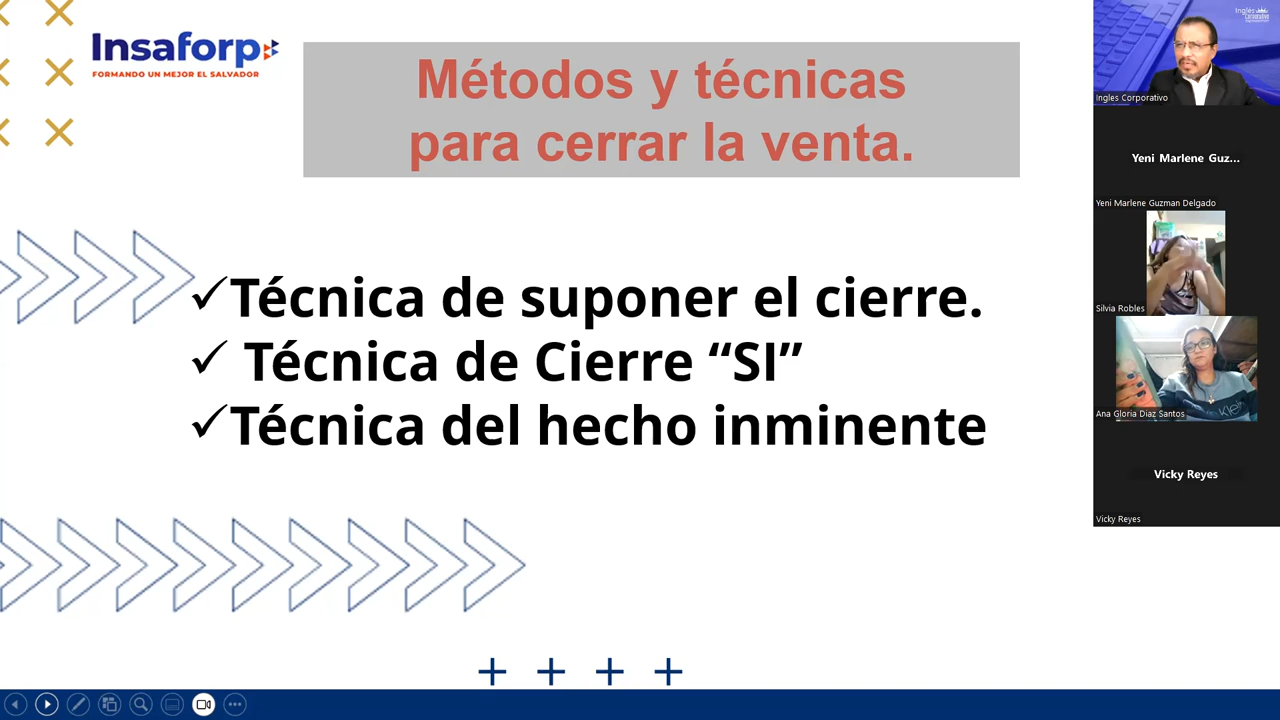 Insaforp
FORMANDO UN MEJOR EL SALVADOR
Métodos y técnicas
para cerrar la venta.
✓Técnica de suponer el cierre.
✓ Técnica de Cierre “SI”
✓Técnica del hecho inminente
Inglés
Corporativo
Ingles Corporativo
Yeni Marlene Guz...
Yeni Marlene Guzman Delgado
Silvia Robles
Ana Gloria Diaz Santos
Vicky Reyes
Vicky Reyes